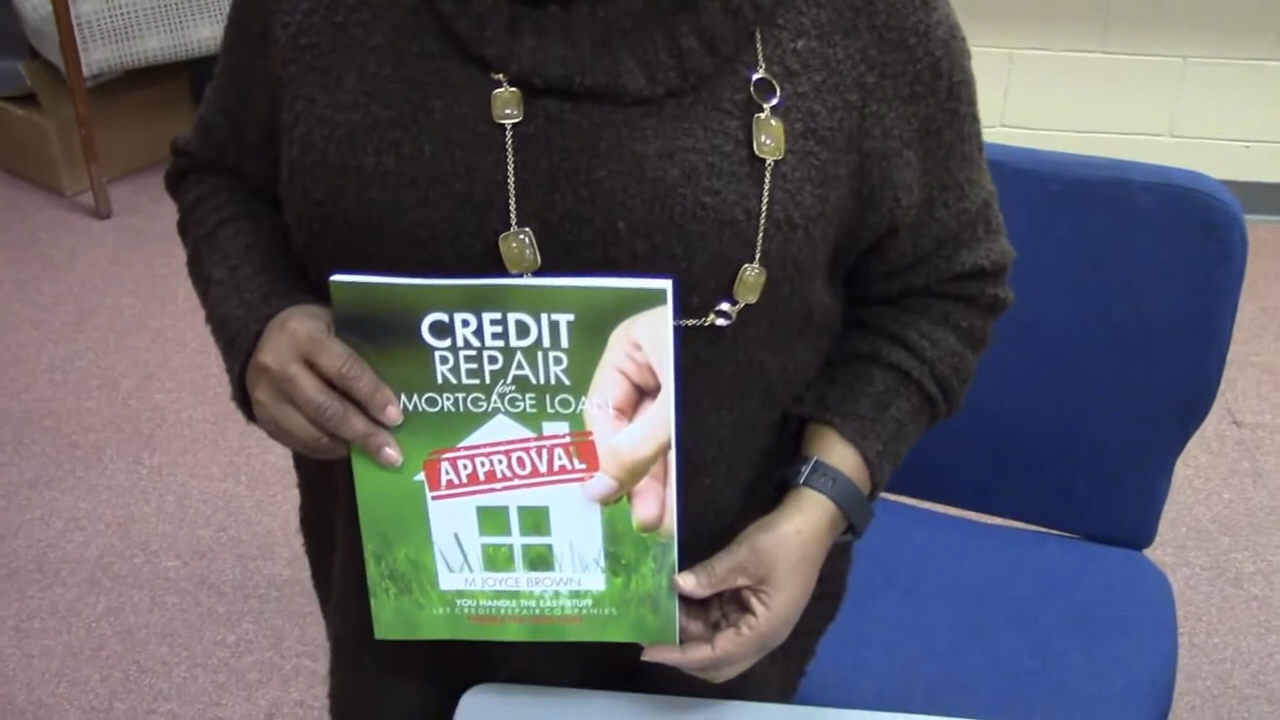 CREDIT
REPAIR
for
MORTGAGE LOAN
APPROVAL
M JOYCE BROWN
YOU HANDLE THE EASY STUFF
LET CREDIT REPAIR COMPANIES